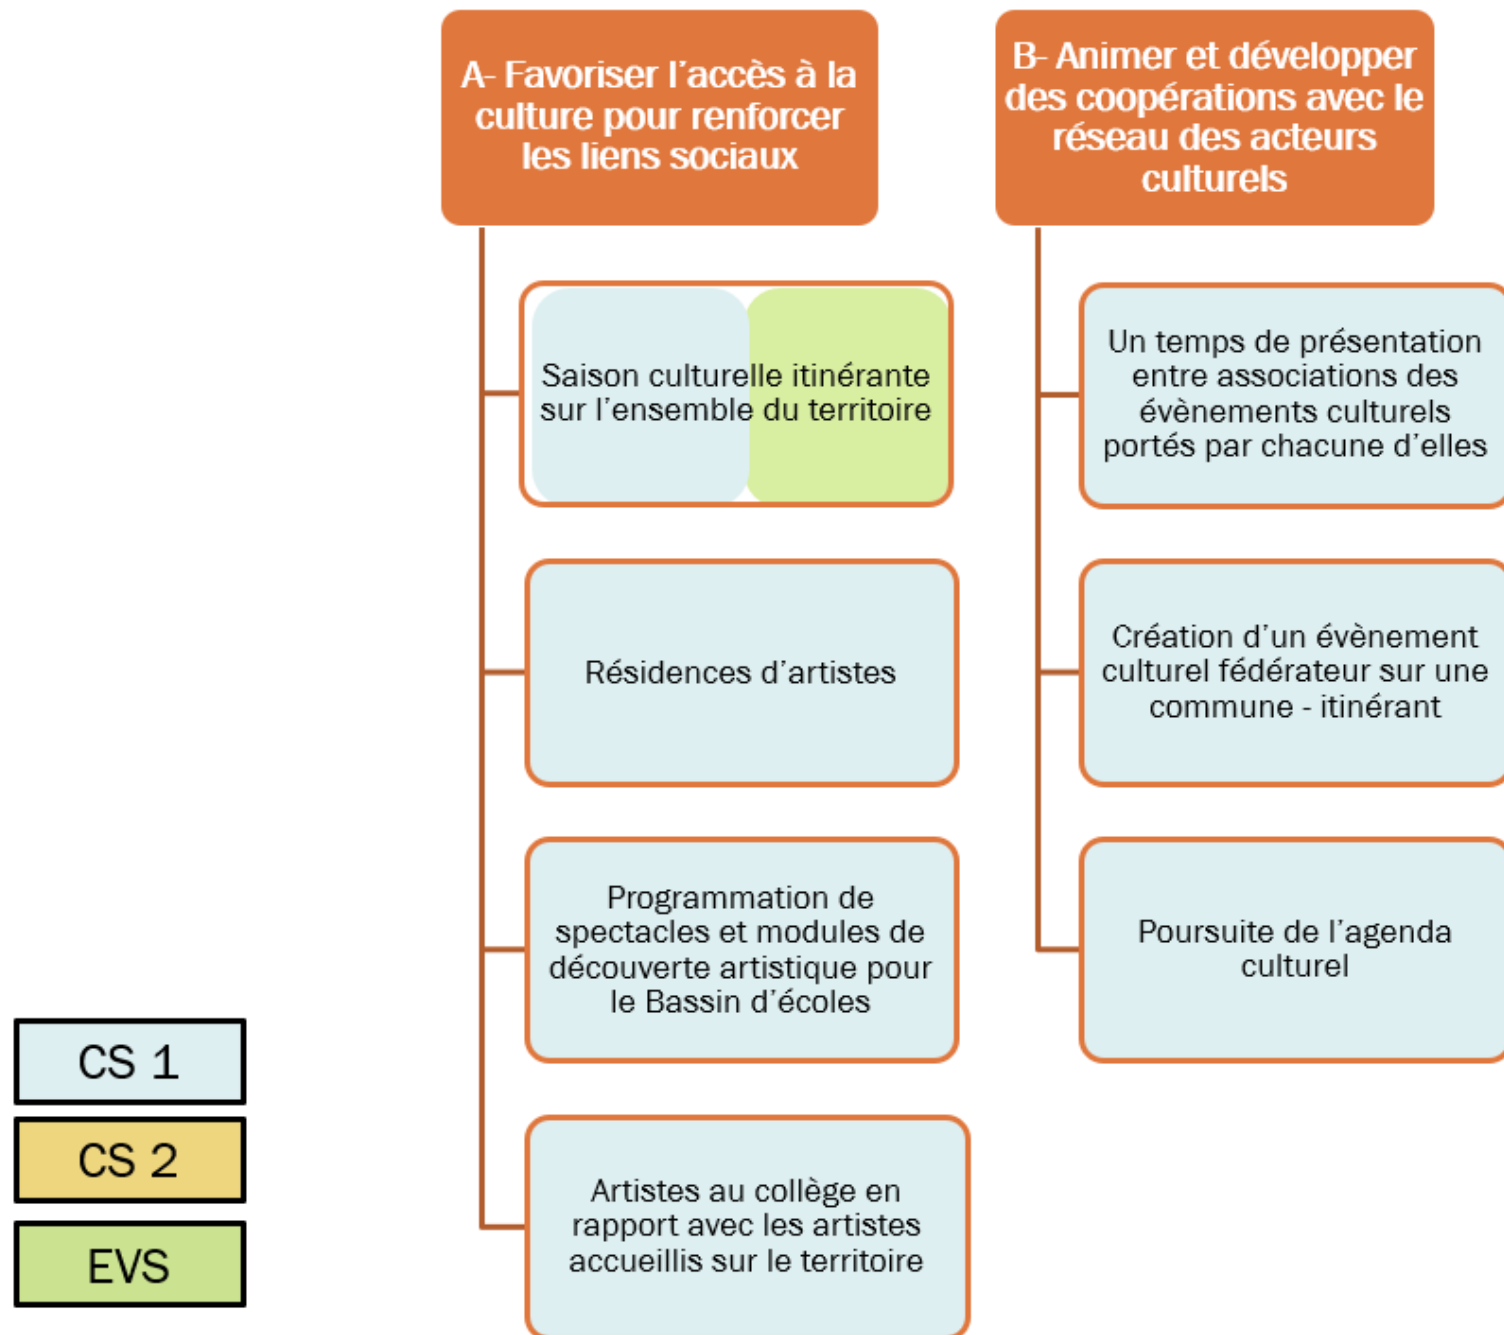 A- Favoriser l'accès à la
culture pour renforcer
les liens sociaux
Saison culturelle itinérante
sur l'ensemble du territoire
Résidences d'artistes
Programmation de
spectacles et modules de
découverte artistique pour
le Bassin d'écoles
Artistes au collège en
rapport avec les artistes
accueillis sur le territoire
B- Animer et développer
des coopérations avec le
réseau des acteurs
culturels
Un temps de présentation
entre associations des
évènements culturels
portés par chacune d'elles
Création d'un évènement
culturel fédérateur sur une
commune - itinérant
Poursuite de l'agenda
culturel
CS 1
CS 2
EVS